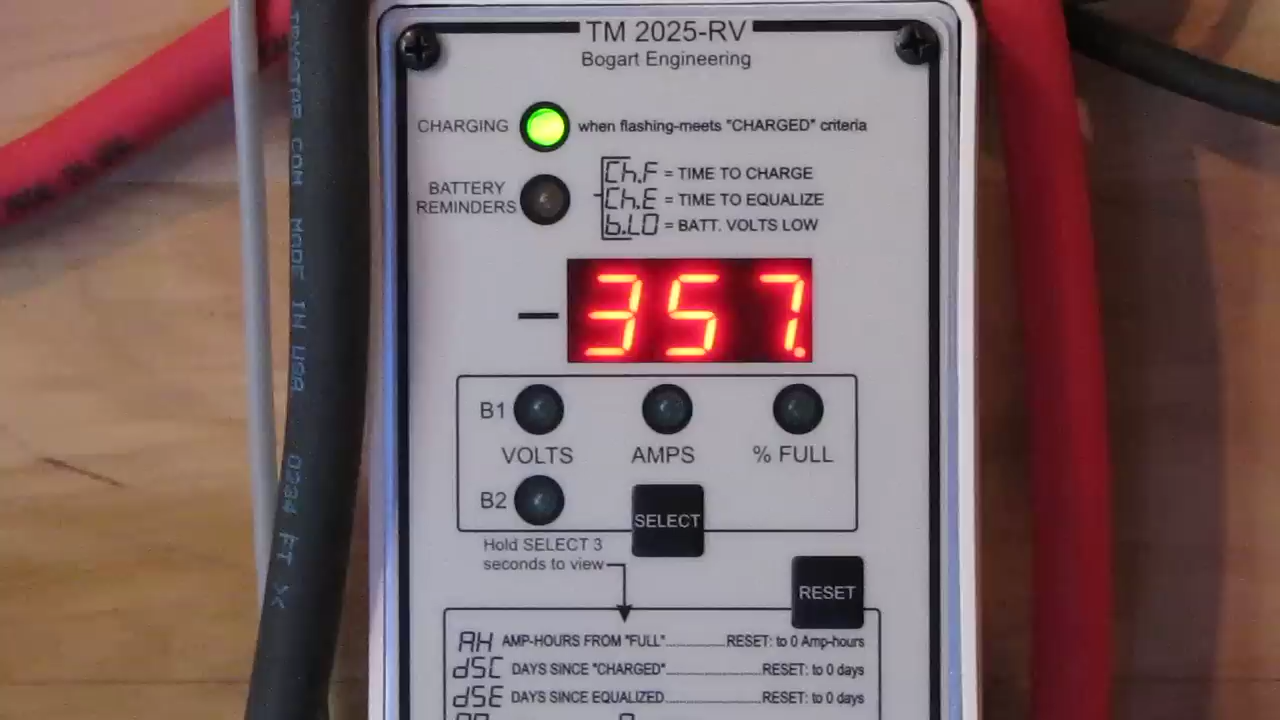 TM 2025-RV
Bogart Engineering
CHARGING when flashing-meets "CHARGED" criteria
Ch.F = TIME TO CHARGE
BATTERY REMINDERS
Ch.E = TIME TO EQUALIZE
b.LO = BATT. VOLTS LOW
357.
B1
VOLTS AMPS % FULL
B2
SELECT
Hold SELECT 3
seconds to view
RESET
AH AMP-HOURS FROM "FULL"..............RESET: to 0 Amp-hours
dSC DAYS SINCE "CHARGED"......................RESET: to 0 days
dSE DAYS SINCE EQUALIZED......................RESET: to 0 days
COM MADE IN USA 0234 FT